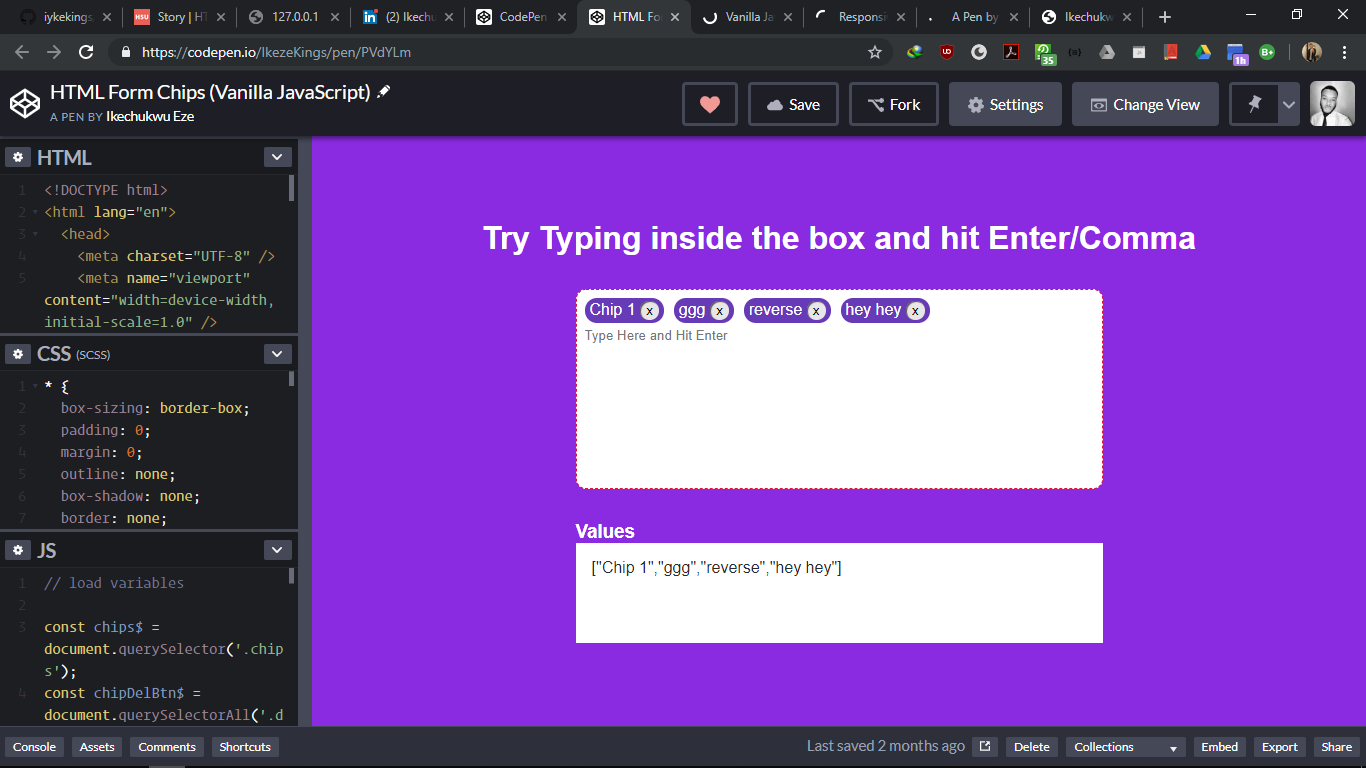 iykekings
Story | HT
127.0.0.1
(2) Ikechu
CodePen
HTML Fo
Vanilla Ja
Responsi
A Pen by
Ikechukw
https://codepen.io/IkezeKings/pen/PVdYLm
35
1h
B+
HTML Form Chips (Vanilla JavaScript)
A PEN BY Ikechukwu Eze
Save
Fork
Settings
Change View
HTML
1 <!DOCTYPE html>
2 <html lang="en">
3 <head>
4 <meta charset="UTF-8" />
5 <meta name="viewport"
content="width=device-width,
initial-scale=1.0" />
CSS (SCSS)
1 * {
2 box-sizing: border-box;
3 padding: 0;
4 margin: 0;
5 outline: none;
6 box-shadow: none;
7 border: none;
JS
1 // load variables
2
3 const chips$ =
document.querySelector('.chip
s');
4 const chipDelBtn$ =
document.querySelectorAll('.d
Try Typing inside the box and hit Enter/Comma
Chip 1 x ggg x reverse x hey hey x
Type Here and Hit Enter
Values
["Chip 1","ggg","reverse","hey hey"]
Console
Assets
Comments
Shortcuts
Last saved 2 months ago
Delete
Collections
Embed
Export
Share